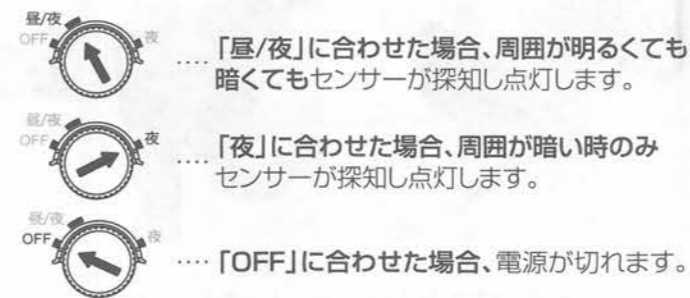 昼/夜
OFF
夜
‥‥「昼/夜」に合わせた場合、周囲が明るくても
暗くてもセンサーが探知し点灯します。
昼/夜
OFF
夜
‥‥「夜」に合わせた場合、周囲が暗い時のみ
センサーが探知し点灯します。
昼/夜
OFF
夜
‥‥「OFF」に合わせた場合、電源が切れます。